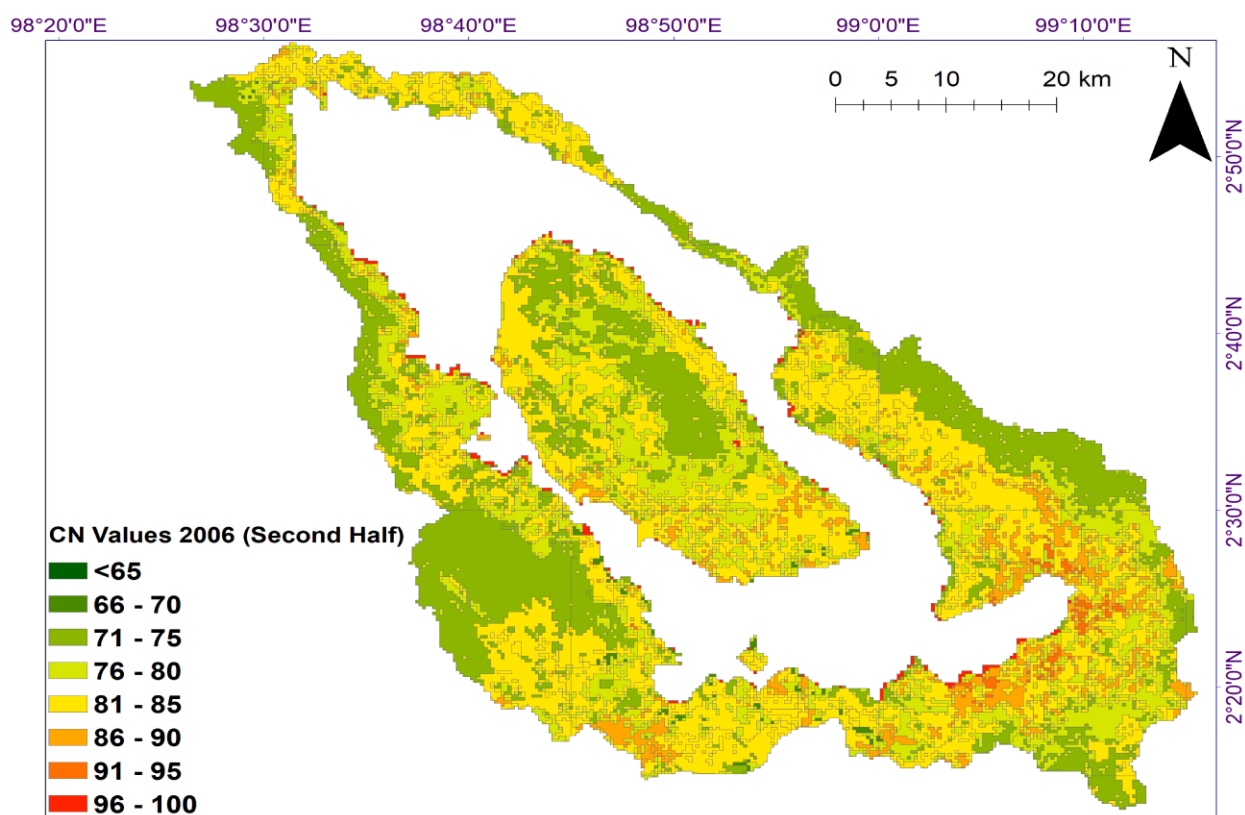 98°20'0"E 98°30'0"E 98°40'0"E 98°50'0"E 99°0'0"E 99°10'0"E
N
0 5 10 20 km
2°50'0"N
2°40'0"N
2°30'0"N
2°20'0"N
CN Values 2006 (Second Half)
<65
66 - 70
71 - 75
76 - 80
81 - 85
86 - 90
91 - 95
96 - 100